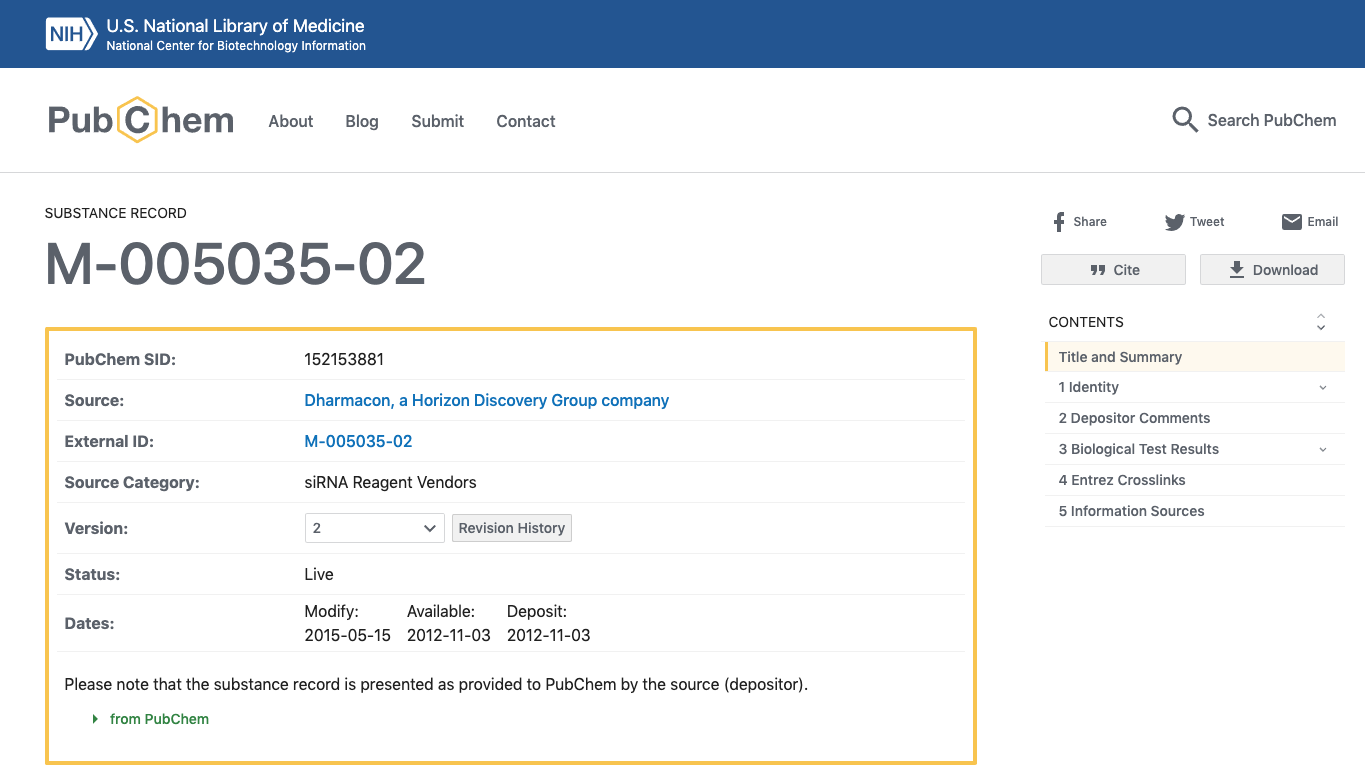 NIH U.S. National Library of Medicine
National Center for Biotechnology Information
PubChem About Blog Submit Contact Search PubChem
SUBSTANCE RECORD
M-005035-02
Share Tweet Email
Cite Download
CONTENTS
Title and Summary
1 Identity
2 Depositor Comments
3 Biological Test Results
4 Entrez Crosslinks
5 Information Sources
PubChem SID: 152153881
Source: Dharmacon, a Horizon Discovery Group company
External ID: M-005035-02
Source Category: siRNA Reagent Vendors
Version: 2 Revision History
Status: Live
Dates: Modify: Available: Deposit:
2015-05-15 2012-11-03 2012-11-03
Please note that the substance record is presented as provided to PubChem by the source (depositor).
from PubChem